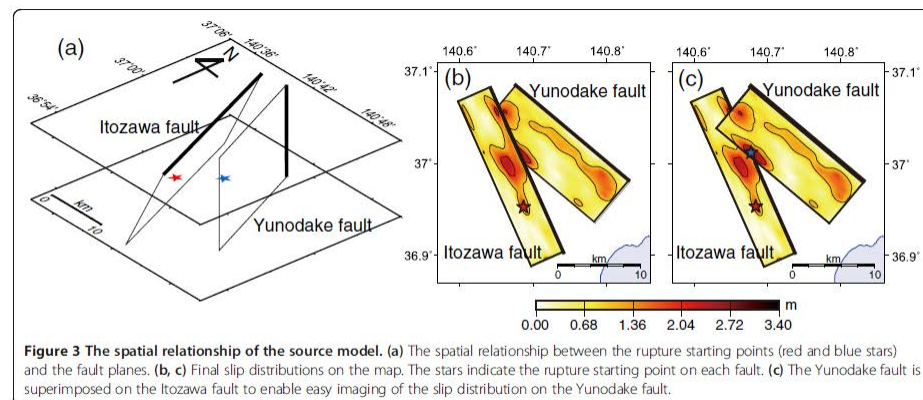 (a)
37°06'
140°36'
N
37°00'
140°42'
36°54'
140°48'
Itozawa fault
Yunodake fault
0 km 10
140.6° 140.7° 140.8°
37.1°
(b)
Yunodake fault
37°
36.9°
Itozawa fault
km
0 10
140.6° 140.7° 140.8°
37.1°
(c)
Yunodake fault
37°
36.9°
Itozawa fault
km
0 10
m
0.00 0.68 1.36 2.04 2.72 3.40
Figure 3 The spatial relationship of the source model. (a) The spatial relationship between the rupture starting points (red and blue stars)
and the fault planes. (b, c) Final slip distributions on the map. The stars indicate the rupture starting point on each fault. (c) The Yunodake fault is
superimposed on the Itozawa fault to enable easy imaging of the slip distribution on the Yunodake fault.